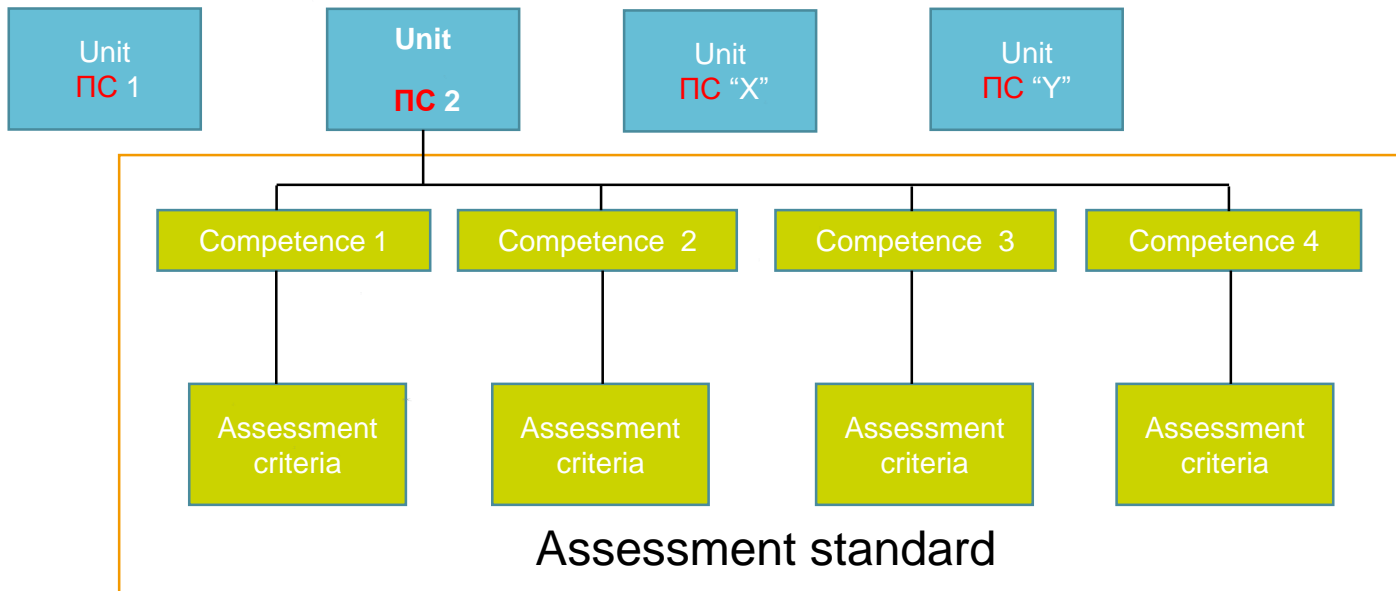 Unit
ПС 1
Unit
ПС 2
Unit
ПС “X”
Unit
ПС “Y”
Competence 1
Competence 2
Competence 3
Competence 4
Assessment
criteria
Assessment
criteria
Assessment
criteria
Assessment
criteria
Assessment standard